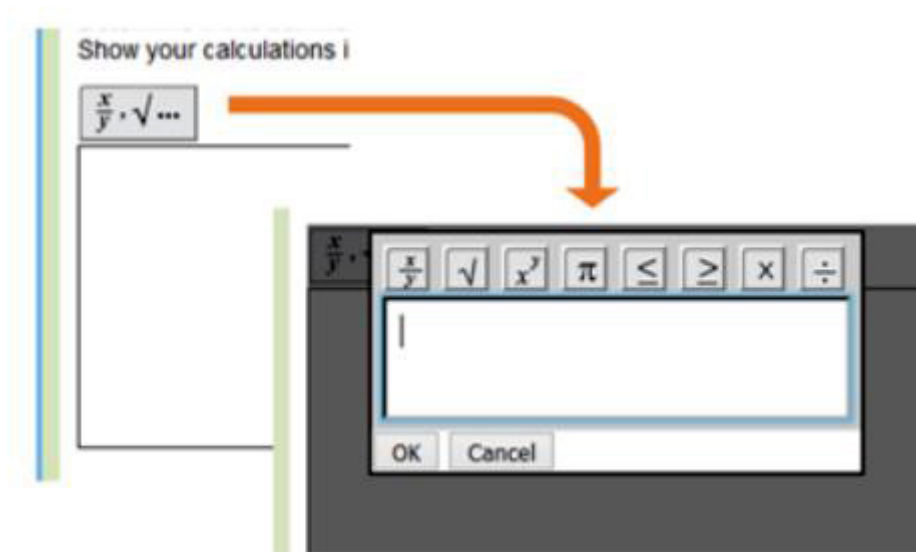 Show your calculations i
x/y , √ ...
x/y ,
x/y √ x^y π ≤ ≥ × ÷
OK Cancel